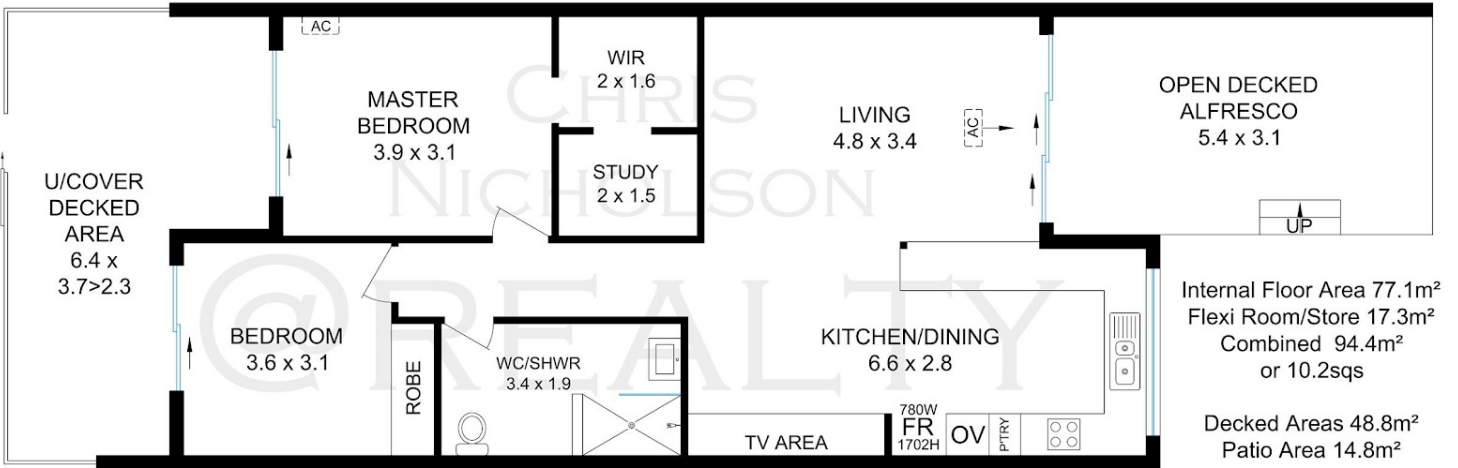 U/COVER
DECKED
AREA
6.4 x
3.7>2.3
AC
MASTER
BEDROOM
3.9 x 3.1
WIR
2 x 1.6
STUDY
2 x 1.5
LIVING
4.8 x 3.4
AC
OPEN DECKED
ALFRESCO
5.4 x 3.1
UP
BEDROOM
3.6 x 3.1
ROBE
WC/SHWR
3.4 x 1.9
KITCHEN/DINING
6.6 x 2.8
TV AREA
780W
FR
1702H
OV
P'TRY
Internal Floor Area 77.1m²
Flexi Room/Store 17.3m²
Combined 94.4m²
or 10.2sqs
Decked Areas 48.8m²
Patio Area 14.8m²
CHRIS
NICHOLSON
@REALTY